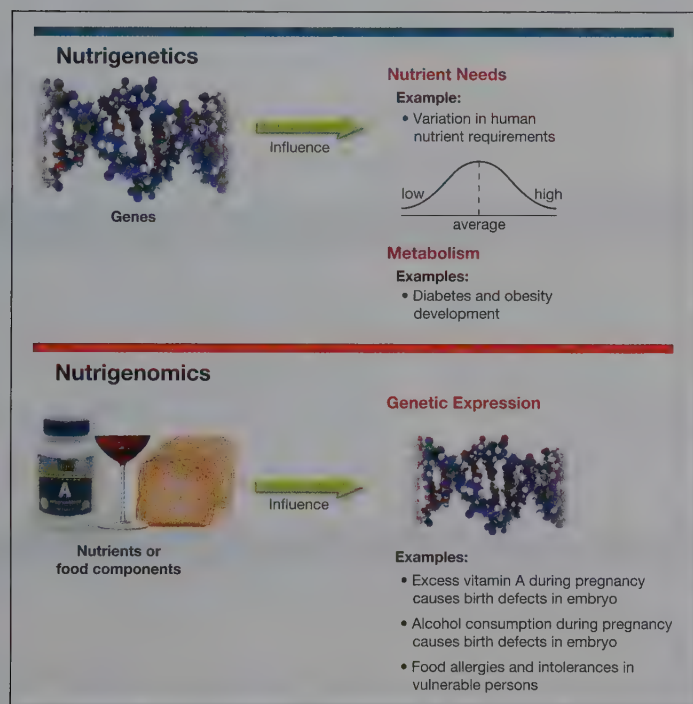 Nutrigenetics
Genes
Influence
Nutrient Needs
Example:
• Variation in human
nutrient requirements
low
high
average
Metabolism
Examples:
• Diabetes and obesity
development
Nutrigenomics
A
Nutrients or
food components
Influence
Genetic Expression
Examples:
• Excess vitamin A during pregnancy
causes birth defects in embryo
• Alcohol consumption during pregnancy
causes birth defects in embryo
• Food allergies and intolerances in
vulnerable persons